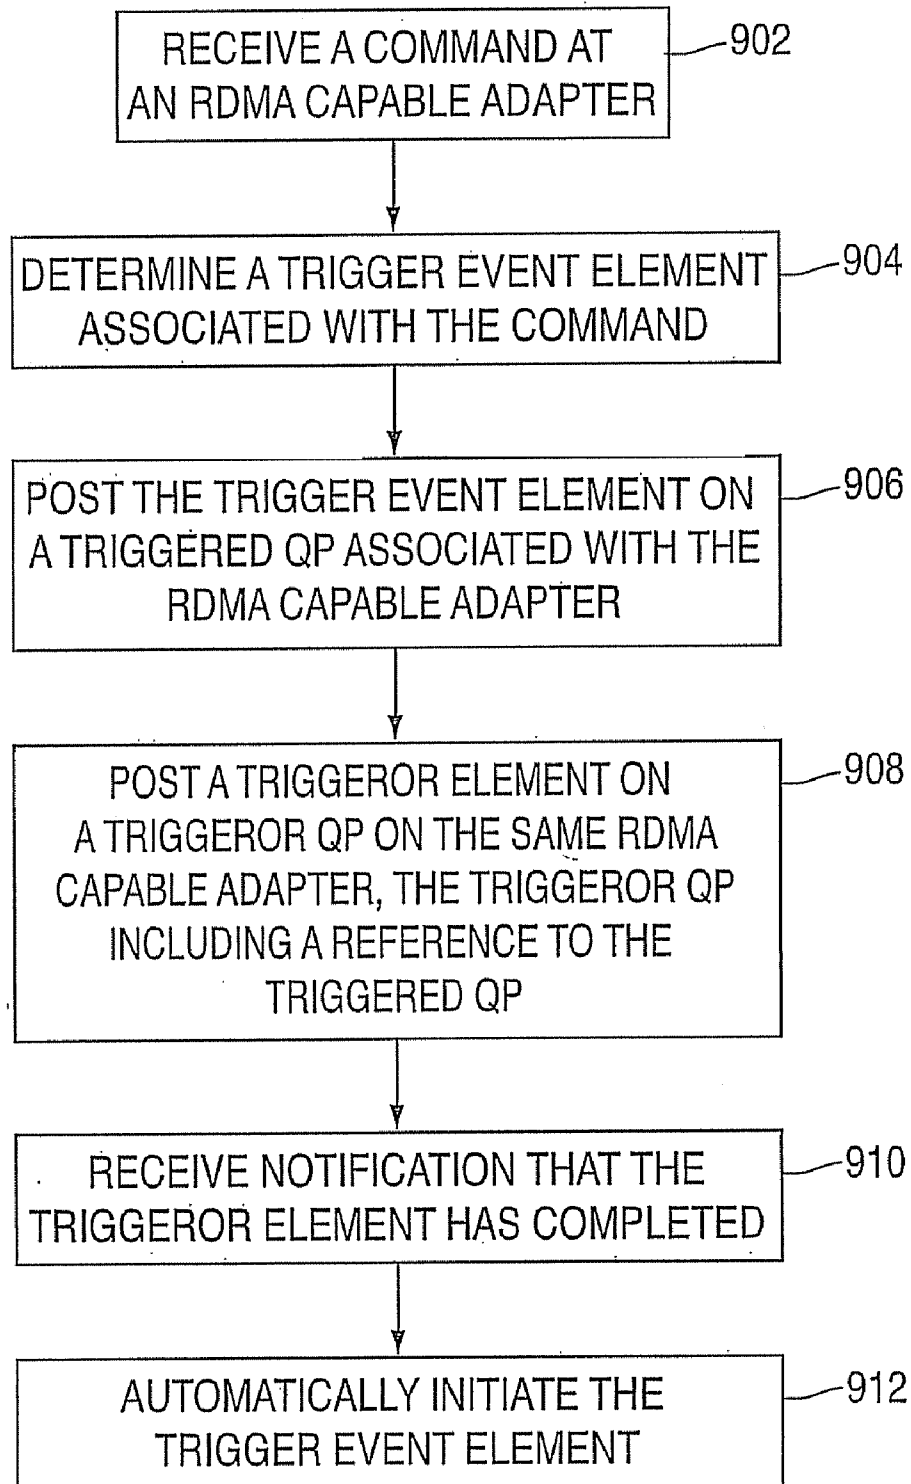 RECEIVE A COMMAND AT
902
AN RDMA CAPABLE ADAPTER
DETERMINE A TRIGGER EVENT ELEMENT
904
ASSOCIATED WITH THE COMMAND
POST THE TRIGGER EVENT ELEMENT ON
906
A TRIGGERED QP ASSOCIATED WITH THE
RDMA CAPABLE ADAPTER
POST A TRIGGEROR ELEMENT ON
908
A TRIGGEROR QP ON THE SAME RDMA
CAPABLE ADAPTER, THE TRIGGEROR QP
INCLUDING A REFERENCE TO THE
TRIGGERED QP
RECEIVE NOTIFICATION THAT THE
910
TRIGGEROR ELEMENT HAS COMPLETED
AUTOMATICALLY INITIATE THE
912
TRIGGER EVENT ELEMENT